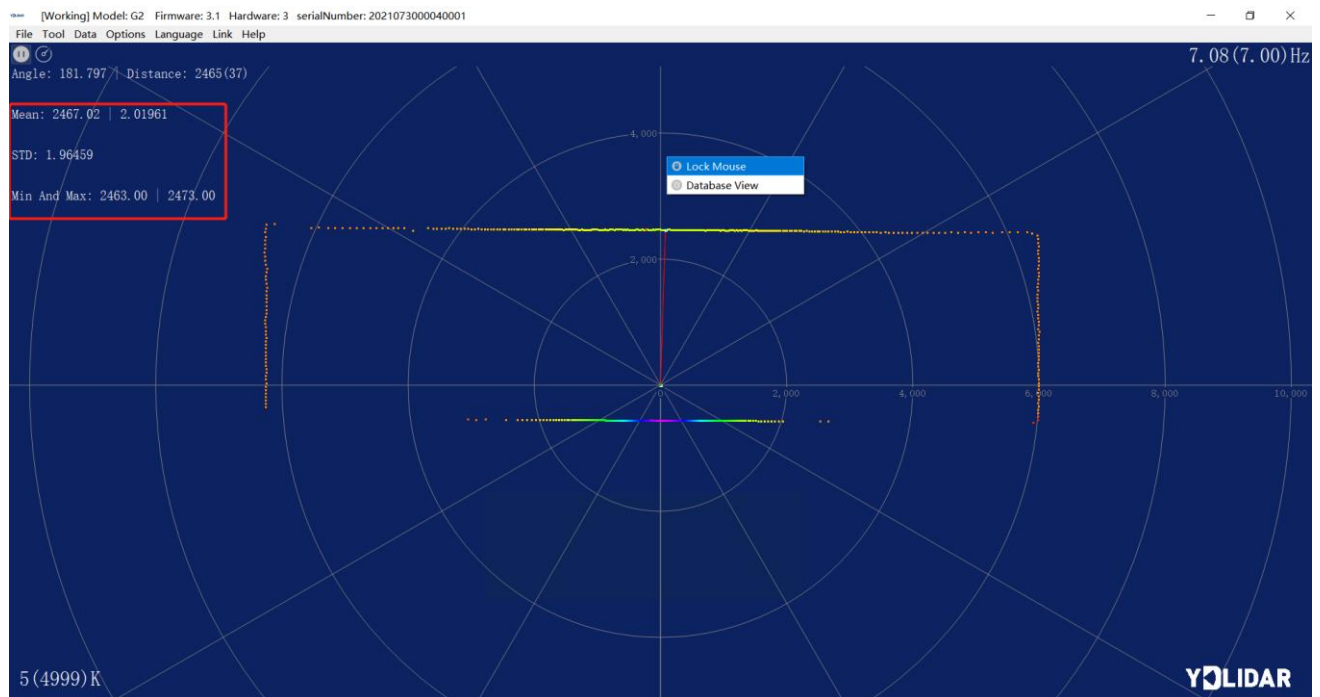 [Working] Model: G2 Firmware: 3.1 Hardware: 3 serialNumber: 2021073000040001
File Tool Data Options Language Link Help
7.08(7.00)Hz
Angle: 181.797 | Distance: 2465(37)
Mean: 2467.02 | 2.01961
STD: 1.96459
Min And Max: 2463.00 | 2473.00
4,000
Lock Mouse
Database View
2,000
0 2,000 4,000 6,000 8,000 10,000
5(4999)K
YDLIDAR